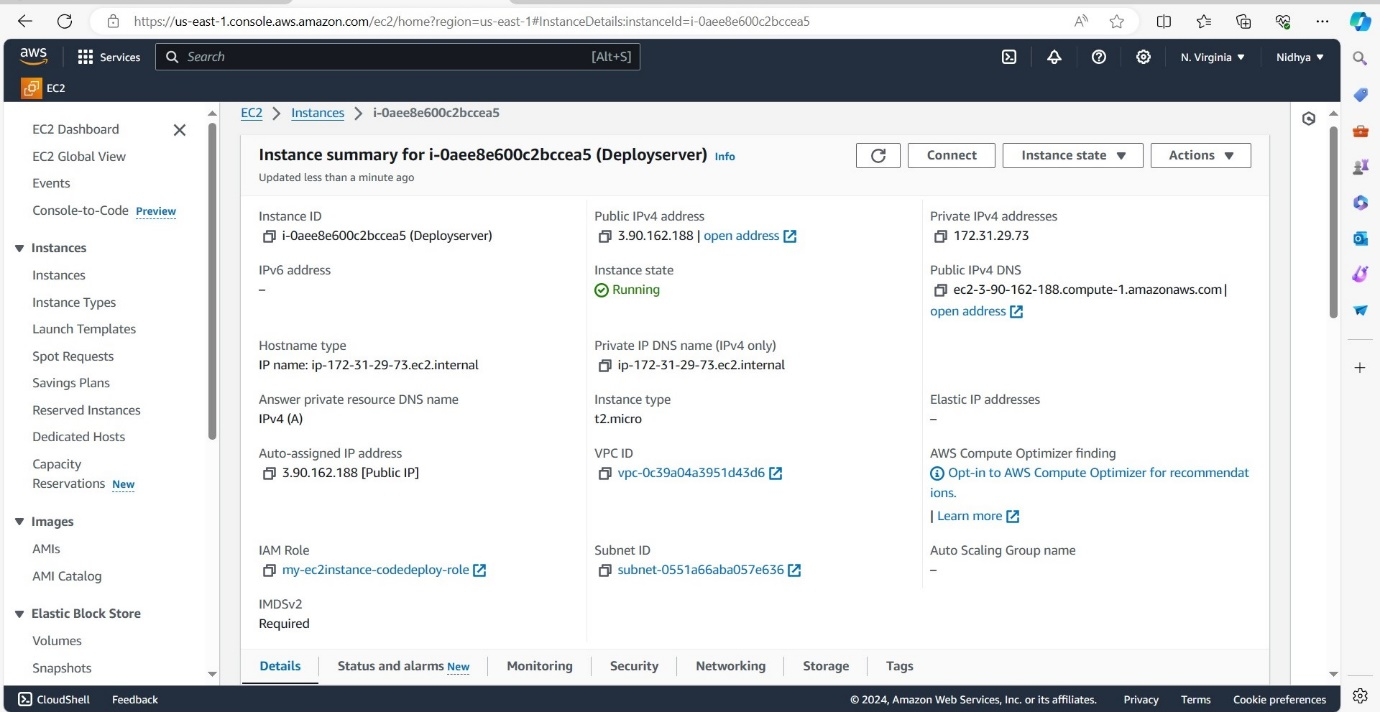 https://us-east-1.console.aws.amazon.com/ec2/home?region=us-east-1#InstanceDetails:instanceId=i-0aee8e600c2bccea5
aws
Services
Search
[Alt+S]
N. Virginia
Nidhya
EC2
EC2 Dashboard
EC2 Global View
Events
Console-to-Code Preview
Instances
Instances
Instance Types
Launch Templates
Spot Requests
Savings Plans
Reserved Instances
Dedicated Hosts
Capacity
Reservations New
Images
AMIs
AMI Catalog
Elastic Block Store
Volumes
Snapshots
EC2 > Instances > i-0aee8e600c2bccea5
Instance summary for i-0aee8e600c2bccea5 (Deployserver) Info
Updated less than a minute ago
Connect
Instance state
Actions
Instance ID
i-0aee8e600c2bccea5 (Deployserver)
Public IPv4 address
3.90.162.188 | open address
Private IPv4 addresses
172.31.29.73
IPv6 address
–
Instance state
Running
Public IPv4 DNS
ec2-3-90-162-188.compute-1.amazonaws.com |
open address
Hostname type
IP name: ip-172-31-29-73.ec2.internal
Private IP DNS name (IPv4 only)
ip-172-31-29-73.ec2.internal
Answer private resource DNS name
IPv4 (A)
Instance type
t2.micro
Elastic IP addresses
–
Auto-assigned IP address
3.90.162.188 [Public IP]
VPC ID
vpc-0c39a04a3951d43d6
AWS Compute Optimizer finding
Opt-in to AWS Compute Optimizer for recommendat
ions.
| Learn more
IAM Role
my-ec2instance-codedeploy-role
Subnet ID
subnet-0551a66aba057e636
Auto Scaling Group name
–
IMDSv2
Required
Details
Status and alarms New
Monitoring
Security
Networking
Storage
Tags
CloudShell
Feedback
© 2024, Amazon Web Services, Inc. or its affiliates.
Privacy
Terms
Cookie preferences